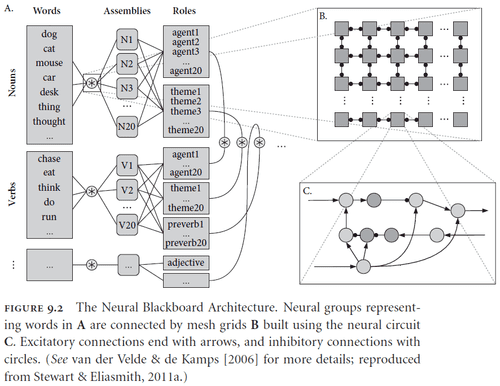 A.
Words
Assemblies
Roles
B.
Nouns
dog
cat
mouse
car
desk
thing
thought
...
N1
N2
N3
...
N20
agent1
agent2
agent3
...
agent20
theme1
theme2
theme3
...
theme20
...
Verbs
chase
eat
think
do
run
...
V1
V2
...
V20
agent1
...
agent20
theme1
...
theme20
preverb1
...
preverb20
...
...
adjective
...
C.
FIGURE 9.2 The Neural Blackboard Architecture. Neural groups represent-
ing words in A are connected by mesh grids B built using the neural circuit
C. Excitatory connections end with arrows, and inhibitory connections with
circles. (See van der Velde & de Kamps [2006] for more details; reproduced
from Stewart & Eliasmith, 2011a.)